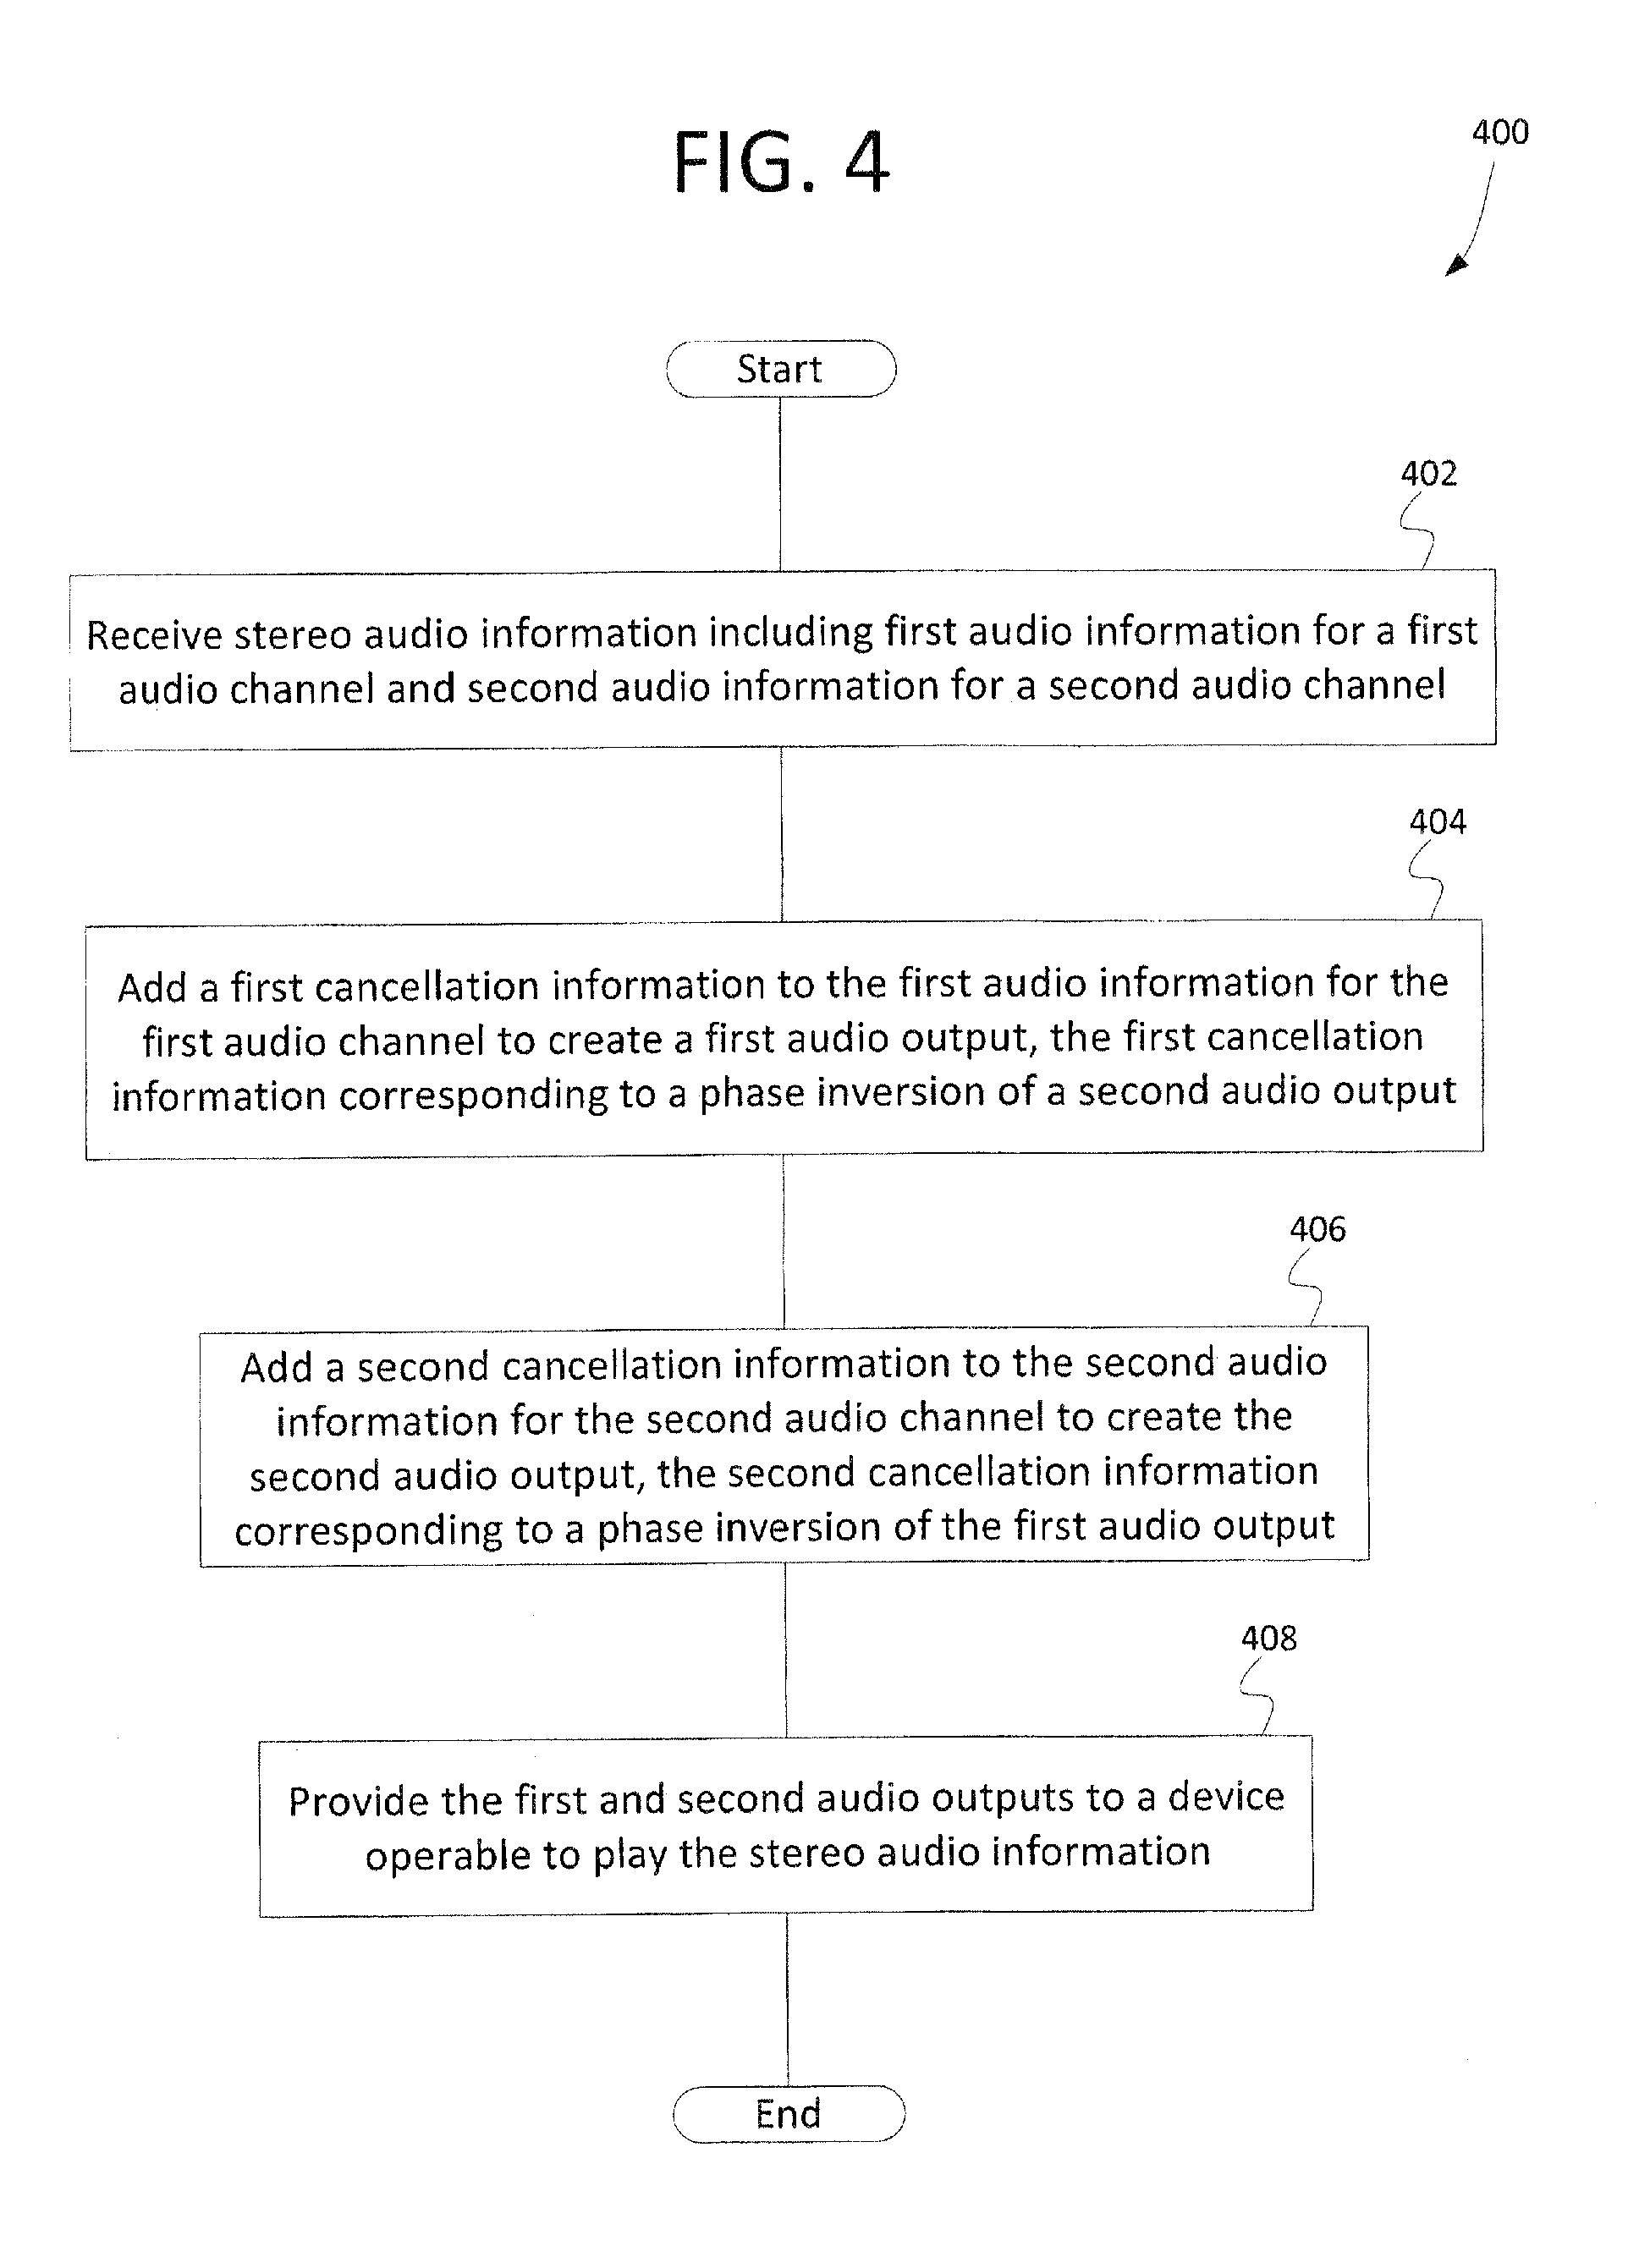 FIG. 4
400
Start
402
Receive stereo audio information including first audio information for a first
audio channel and second audio information for a second audio channel
404
Add a first cancellation information to the first audio information for the
first audio channel to create a first audio output, the first cancellation
information corresponding to a phase inversion of a second audio output
406
Add a second cancellation information to the second audio
information for the second audio channel to create the
second audio output, the second cancellation information
corresponding to a phase inversion of the first audio output
408
Provide the first and second audio outputs to a device
operable to play the stereo audio information
End